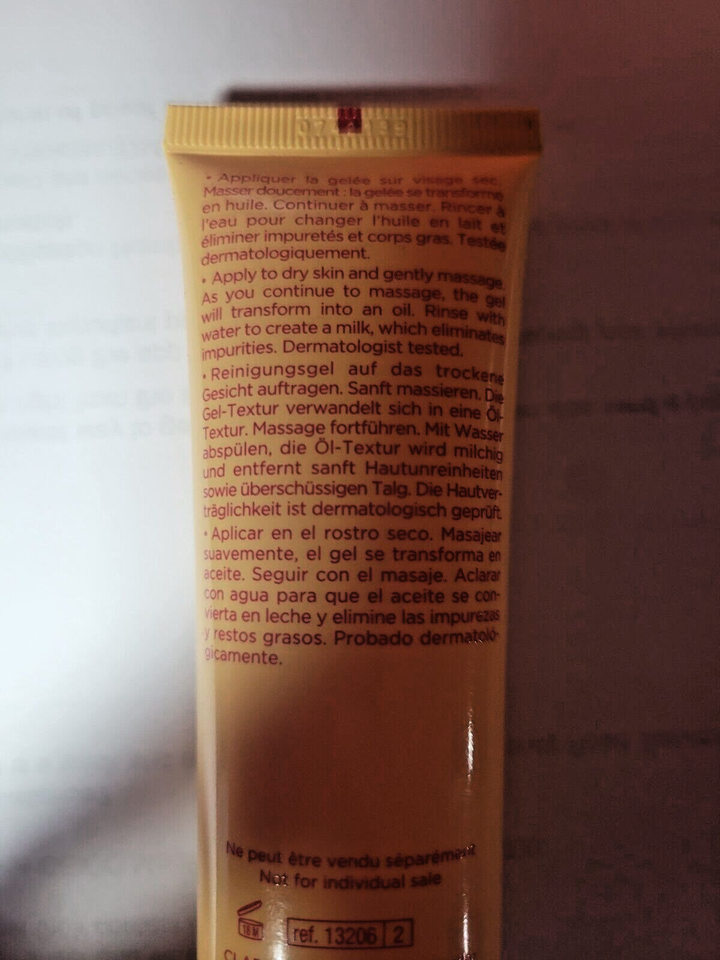 • Appliquer la gelée sur visage sec.
Masser doucement : la gelée se transforme
en huile. Continuer à masser. Rincer à
l'eau pour changer l'huile en lait et
éliminer impuretés et corps gras. Testée
dermatologiquement.
• Apply to dry skin and gently massage.
As you continue to massage, the gel
will transform into an oil. Rinse with
water to create a milk, which eliminates
impurities. Dermatologist tested.
• Reinigungsgel auf das trockene
Gesicht auftragen. Sanft massieren. Die
Gel-Textur verwandelt sich in eine Öl-
Textur. Massage fortführen. Mit Wasser
abspülen, die Öl-Textur wird milchig
und entfernt sanft Hautunreinheiten
sowie überschüssigen Talg. Die Hautver-
träglichkeit ist dermatologisch geprüft.
• Aplicar en el rostro seco. Masajear
suavemente, el gel se transforma en
aceite. Seguir con el masaje. Aclarar
con agua para que el aceite se con-
vierta en leche y elimine las impurezas
y restos grasos. Probado dermatoló-
gicamente.
Ne peut être vendu séparément
Not for individual sale
18 M
ref. 13206 2